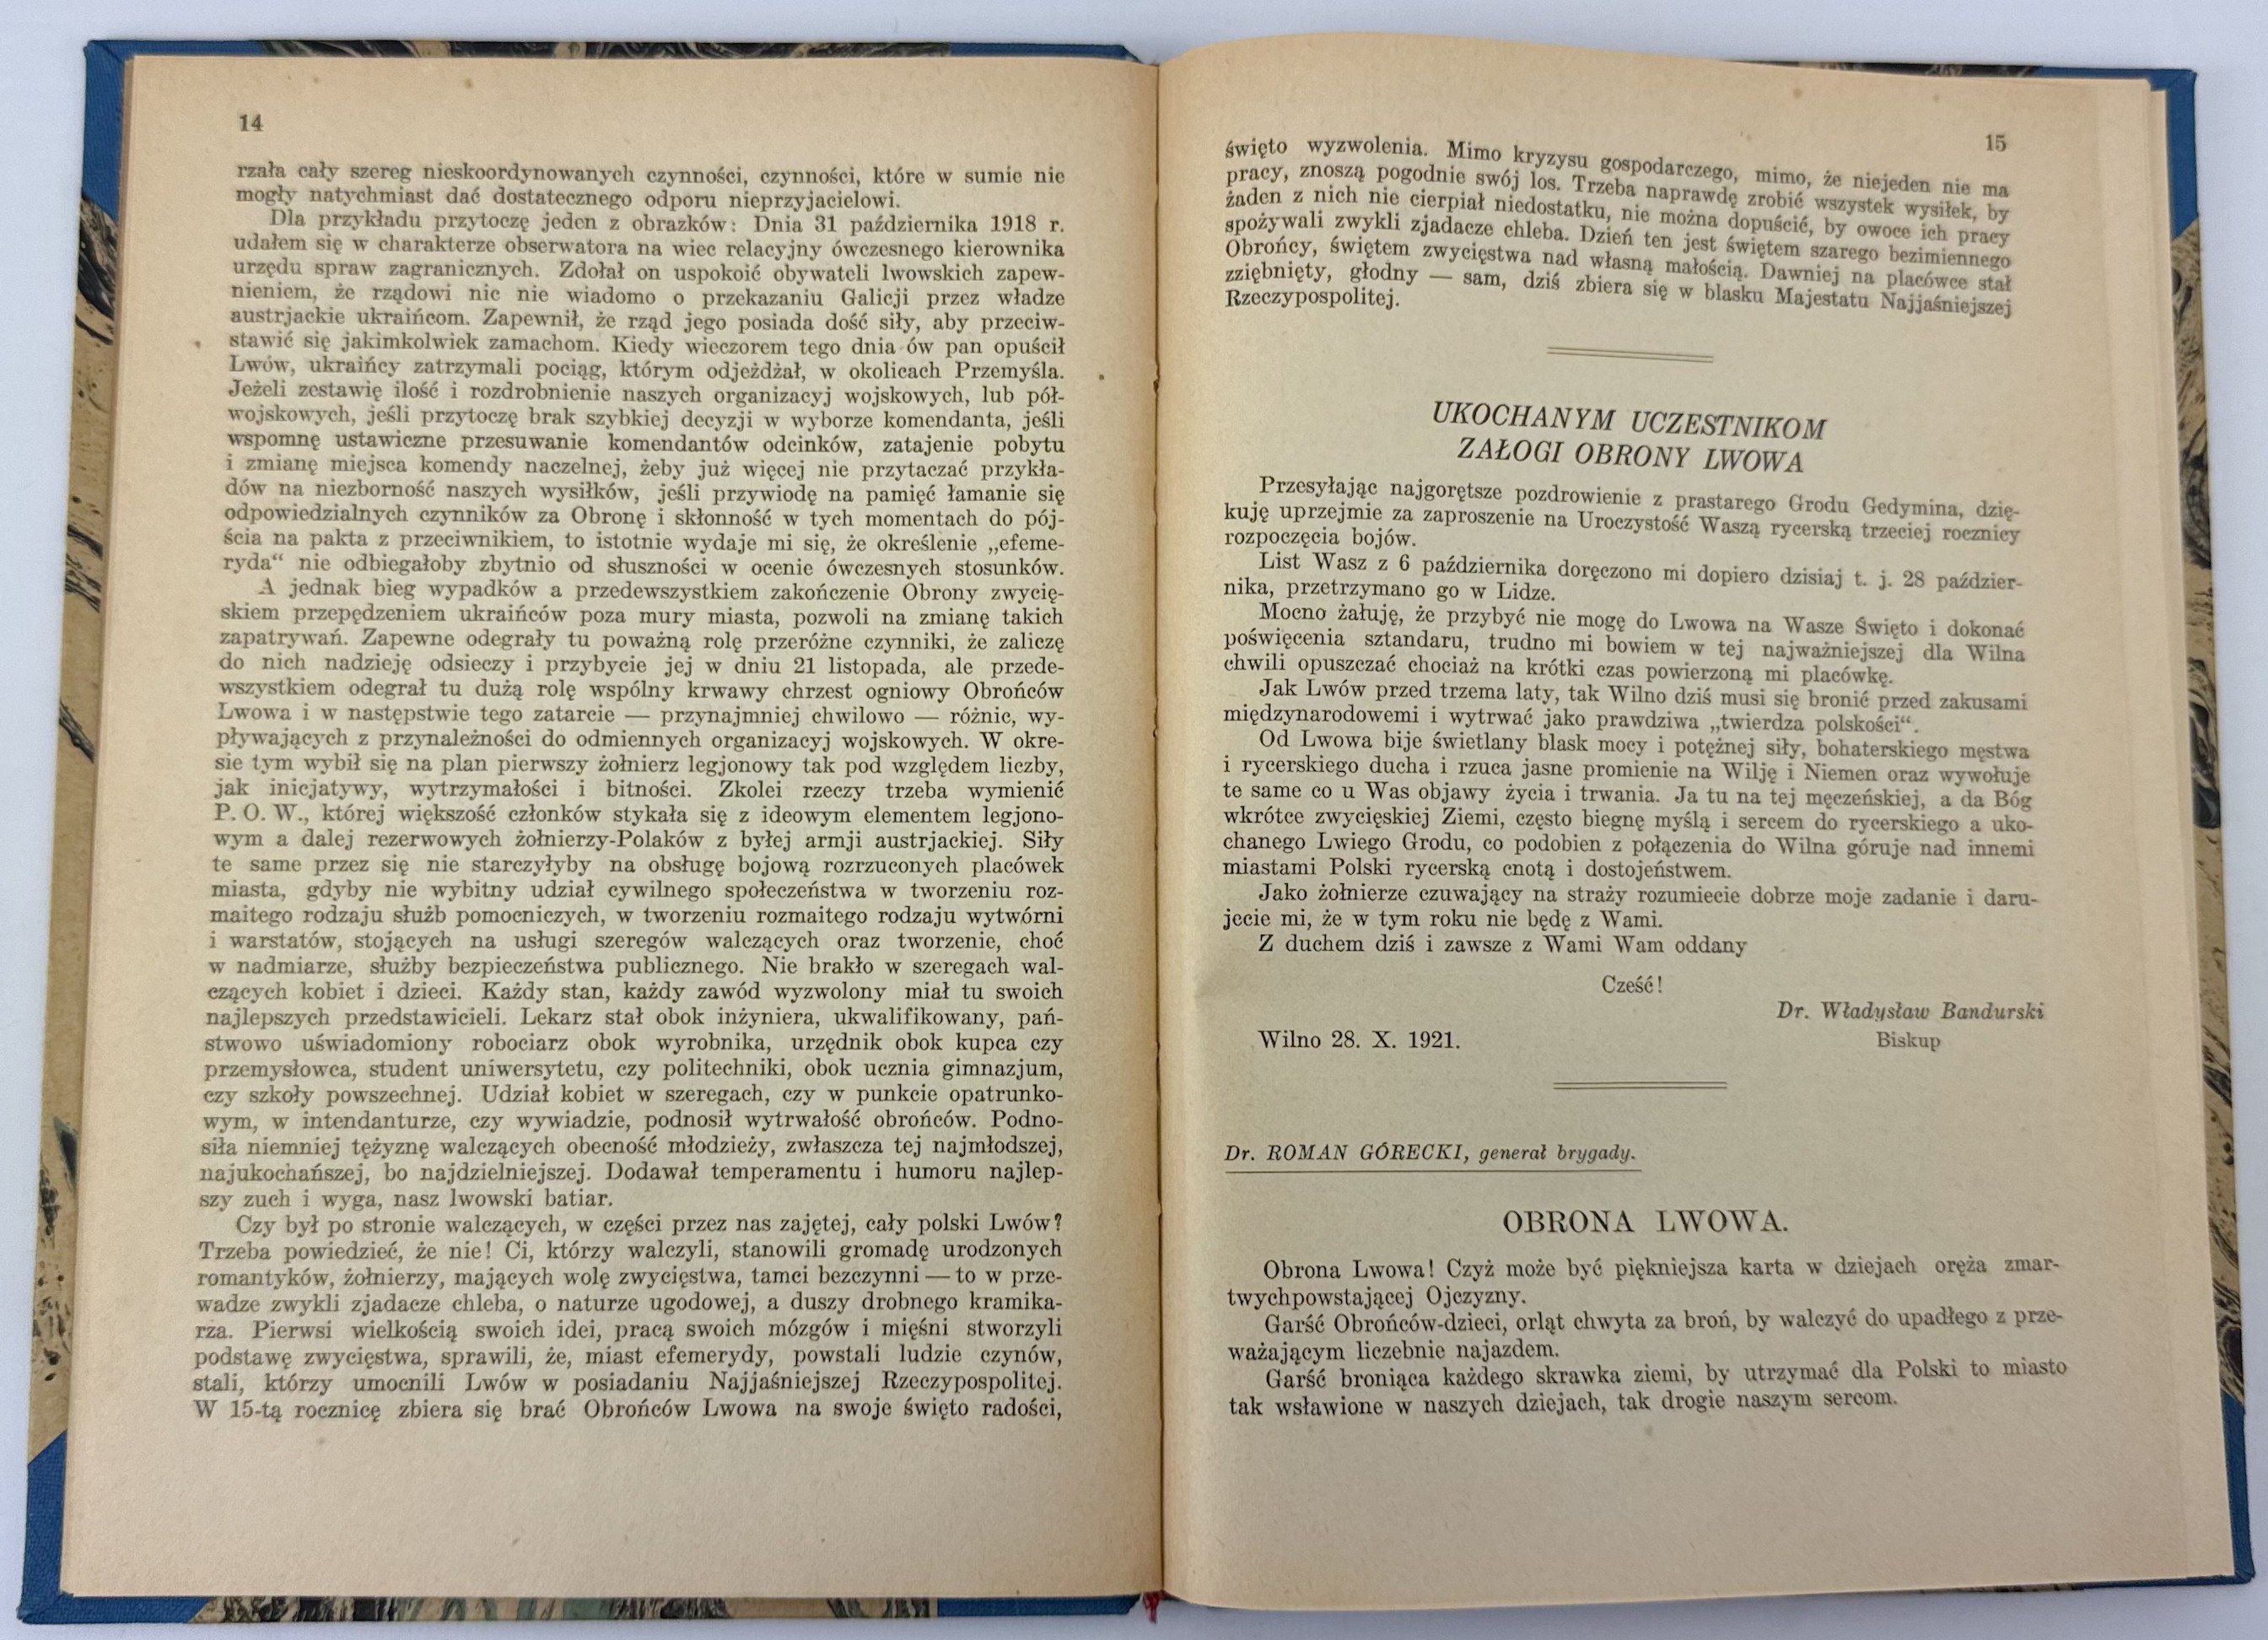 14
rzała cały szereg nieskoordynowanych czynności, czynności, które w sumie nie
mogły natychmiast dać dostatecznego odporu nieprzyjacielowi.
Dla przykładu przytoczę jeden z obrazków: Dnia 31 października 1918 r.
udałem się w charakterze obserwatora na wiec relacyjny ówczesnego kierownika
urzędu spraw zagranicznych. Zdołał on uspokoić obywateli lwowskich zapew-
nieniem, że rządowi nic nie wiadomo o przekazaniu Galicji przez władze
austrjackie ukraińcom. Zapewnił, że rząd jego posiada dość siły, aby przeciw-
stawić się jakimkolwiek zamachom. Kiedy wieczorem tego dnia ów pan opuścił
Lwów, ukraińcy zatrzymali pociąg, którym odjeżdżał, w okolicach Przemyśla.
Jeżeli zestawię ilość i rozdrobnienie naszych organizacyj wojskowych, lub pół-
wojskowych, jeśli przytoczę brak szybkiej decyzji w wyborze komendanta, jeśli
wspomnę ustawiczne przesuwanie komendantów odcinków, zatajenie pobytu
i zmianę miejsca komendy naczelnej, żeby już więcej nie przytaczać przykła-
dów na niezborność naszych wysiłków, jeśli przywiodę na pamięć łamanie się
odpowiedzialnych czynników za Obronę i skłonność w tych momentach do pój-
ścia na pakta z przeciwnikiem, to istotnie wydaje mi się, że określenie „efeme-
ryda“ nie odbiegałoby zbytnio od słuszności w ocenie ówczesnych stosunków.
A jednak bieg wypadków a przedewszystkiem zakończenie Obrony zwycię-
skiem przepędzeniem ukraińców poza mury miasta, pozwoli na zmianę takich
zapatrywań. Zapewne odegrały tu poważną rolę przeróżne czynniki, że zaliczę
do nich nadzieję odsieczy i przybycie jej w dniu 21 listopada, ale przede-
wszystkiem odegrał tu dużą rolę wspólny krwawy chrzest ogniowy Obrońców
Lwowa i w następstwie tego zatarcie — przynajmniej chwilowo — różnic, wy-
pływających z przynależności do odmiennych organizacyj wojskowych. W okre-
sie tym wybił się na plan pierwszy żołnierz legjonowy tak pod względem liczby,
jak inicjatywy, wytrzymałości i bitności. Zkolei rzeczy trzeba wymienić
P. O. W., której większość członków stykała się z ideowym elementem legjono-
wym a dalej rezerwowych żołnierzy-Polaków z byłej armji austrjackiej. Siły
te same przez się nie starczyłyby na obsługę bojową rozrzuconych placówek
miasta, gdyby nie wybitny udział cywilnego społeczeństwa w tworzeniu roz-
maitego rodzaju służb pomocniczych, w tworzeniu rozmaitego rodzaju wytwórni
i warstatów, stojących na usługi szeregów walczących oraz tworzenie, choć
w nadmiarze, służby bezpieczeństwa publicznego. Nie brakło w szeregach wal-
czących kobiet i dzieci. Każdy stan, każdy zawód wyzwolony miał tu swoich
najlepszych przedstawicieli. Lekarz stał obok inżyniera, ukwalifikowany, pań-
stwowo uświadomiony robociarz obok wyrobnika, urzędnik obok kupca czy
przemysłowca, student uniwersytetu, czy politechniki, obok ucznia gimnazjum,
czy szkoły powszechnej. Udział kobiet w szeregach, czy w punkcie opatrunko-
wym, w intendanturze, czy wywiadzie, podnosił wytrwałość obrońców. Podno-
siła niemniej tężyznę walczących obecność młodzieży, zwłaszcza tej najmłodszej,
najukochańszej, bo najdzielniejszej. Dodawał temperamentu i humoru najlep-
szy zuch i wyga, nasz lwowski batiar.
Czy był po stronie walczących, w części przez nas zajętej, cały polski Lwów?
Trzeba powiedzieć, że nie! Ci, którzy walczyli, stanowili gromadę urodzonych
romantyków, żołnierzy, mających wolę zwycięstwa, tamci bezczynni — to w prze-
wadze zwykli zjadacze chleba, o naturze ugodowej, a duszy drobnego kramika-
rza. Pierwsi wielkością swoich idei, pracą swoich mózgów i mięśni stworzyli
podstawę zwycięstwa, sprawili, że, miast efemerydy, powstali ludzie czynów,
stali, którzy umocnili Lwów w posiadaniu Najjaśniejszej Rzeczypospolitej.
W 15-tą rocznicę zbiera się brać Obrońców Lwowa na swoje święto radości,
15
święto wyzwolenia. Mimo kryzysu gospodarczego, mimo, że niejeden nie ma
pracy, znoszą pogodnie swój los. Trzeba naprawdę zrobić wszystek wysiłek, by
żaden z nich nie cierpiał niedostatku, nie można dopuścić, by owoce ich pracy
spożywali zwykli zjadacze chleba. Dzień ten jest świętem szarego bezimiennego
Obrońcy, świętem zwycięstwa nad własną małością. Dawniej na placówce stał
zziębnięty, głodny — sam, dziś zbiera się w blasku Majestatu Najjaśniejszej
Rzeczypospolitej.
UKOCHANYM UCZESTNIKOM
ZAŁOGI OBRONY LWOWA
Przesyłając najgorętsze pozdrowienie z prastarego Grodu Gedymina, dzię-
kuję uprzejmie za zaproszenie na Uroczystość Waszą rycerską trzeciej rocznicy
rozpoczęcia bojów.
List Wasz z 6 października doręczono mi dopiero dzisiaj t. j. 28 paździer-
nika, przetrzymano go w Lidze.
Mocno żałuję, że przybyć nie mogę do Lwowa na Wasze Święto i dokonać
poświęcenia sztandaru, trudno mi bowiem w tej najważniejszej dla Wilna
chwili opuszczać chociaż na krótki czas powierzoną mi placówkę.
Jak Lwów przed trzema laty, tak Wilno dziś musi się bronić przed zakusami
międzynarodowemi i wytrwać jako prawdziwa „twierdza polskości“.
Od Lwowa bije świetlany blask mocy i potężnej siły, bohaterskiego męstwa
i rycerskiego ducha i rzuca jasne promienie na Wilję i Niemen oraz wywołuje
te same co u Was objawy życia i trwania. Ja tu na tej męczeńskiej, a da Bóg
wkrótce zwycięskiej Ziemi, często biegnę myślą i sercem do rycerskiego a uko-
chanego Lwiego Grodu, co podobien z połączenia do Wilna góruje nad innemi
miastami Polski rycerską cnotą i dostojeństwem.
Jako żołnierze czuwający na straży rozumiecie dobrze moje zadanie i daru-
jecie mi, że w tym roku nie będę z Wami.
Z duchem dziś i zawsze z Wami Wam oddany
Cześć!
Dr. Władysław Bandurski
Wilno 28. X. 1921. Biskup
Dr. ROMAN GÓRECKI, generał brygady.
OBRONA LWOWA.
Obrona Lwowa! Czyż może być piękniejsza karta w dziejach oręża zmar-
twychpowstającej Ojczyzny.
Garść Obrońców-dzieci, orląt chwyta za broń, by walczyć do upadłego z prze-
ważającym liczebnie najazdem.
Garść broniąca każdego skrawka ziemi, by utrzymać dla Polski to miasto
tak wsławione w naszych dziejach, tak drogie naszym sercom.